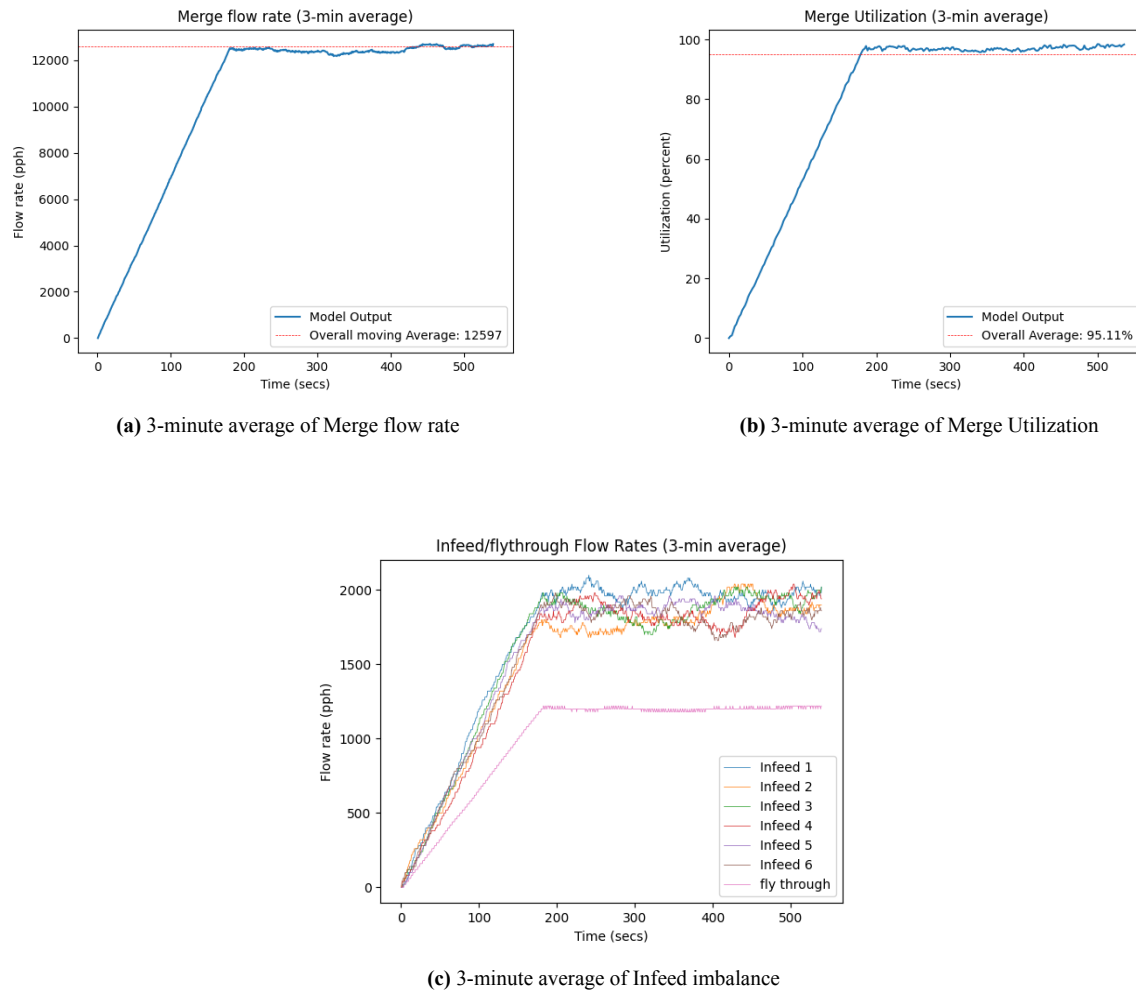 Merge flow rate (3-min average)
12000
10000
8000
6000
4000
2000
0
Flow rate (pph)
0 100 200 300 400 500
Time (secs)
Model Output
Overall moving Average: 12597
(a) 3-minute average of Merge flow rate
Merge Utilization (3-min average)
100
80
60
40
20
0
Utilization (percent)
0 100 200 300 400 500
Time (secs)
Model Output
Overall Average: 95.11%
(b) 3-minute average of Merge Utilization
Infeed/flythrough Flow Rates (3-min average)
2000
1500
1000
500
0
Flow rate (pph)
0 100 200 300 400 500
Time (secs)
Infeed 1
Infeed 2
Infeed 3
Infeed 4
Infeed 5
Infeed 6
fly through
(c) 3-minute average of Infeed imbalance